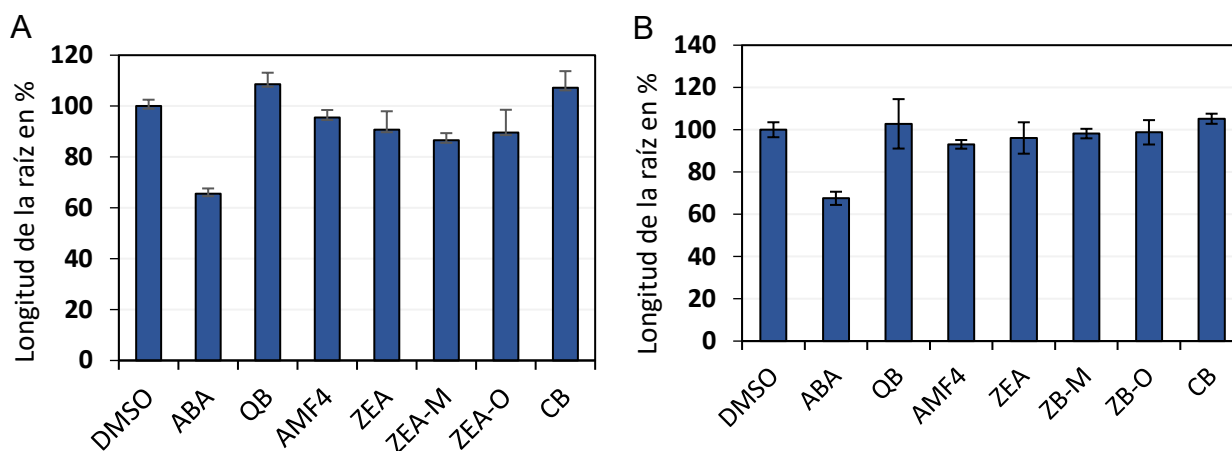 A
Longitud de la raíz en %
120
100
80
60
40
20
0
DMSO
ABA
QB
AMF4
ZEA
ZEA-M
ZEA-O
CB
B
Longitud de la raíz en %
140
120
100
80
60
40
20
0
DMSO
ABA
QB
AMF4
ZEA
ZB-M
ZB-O
CB